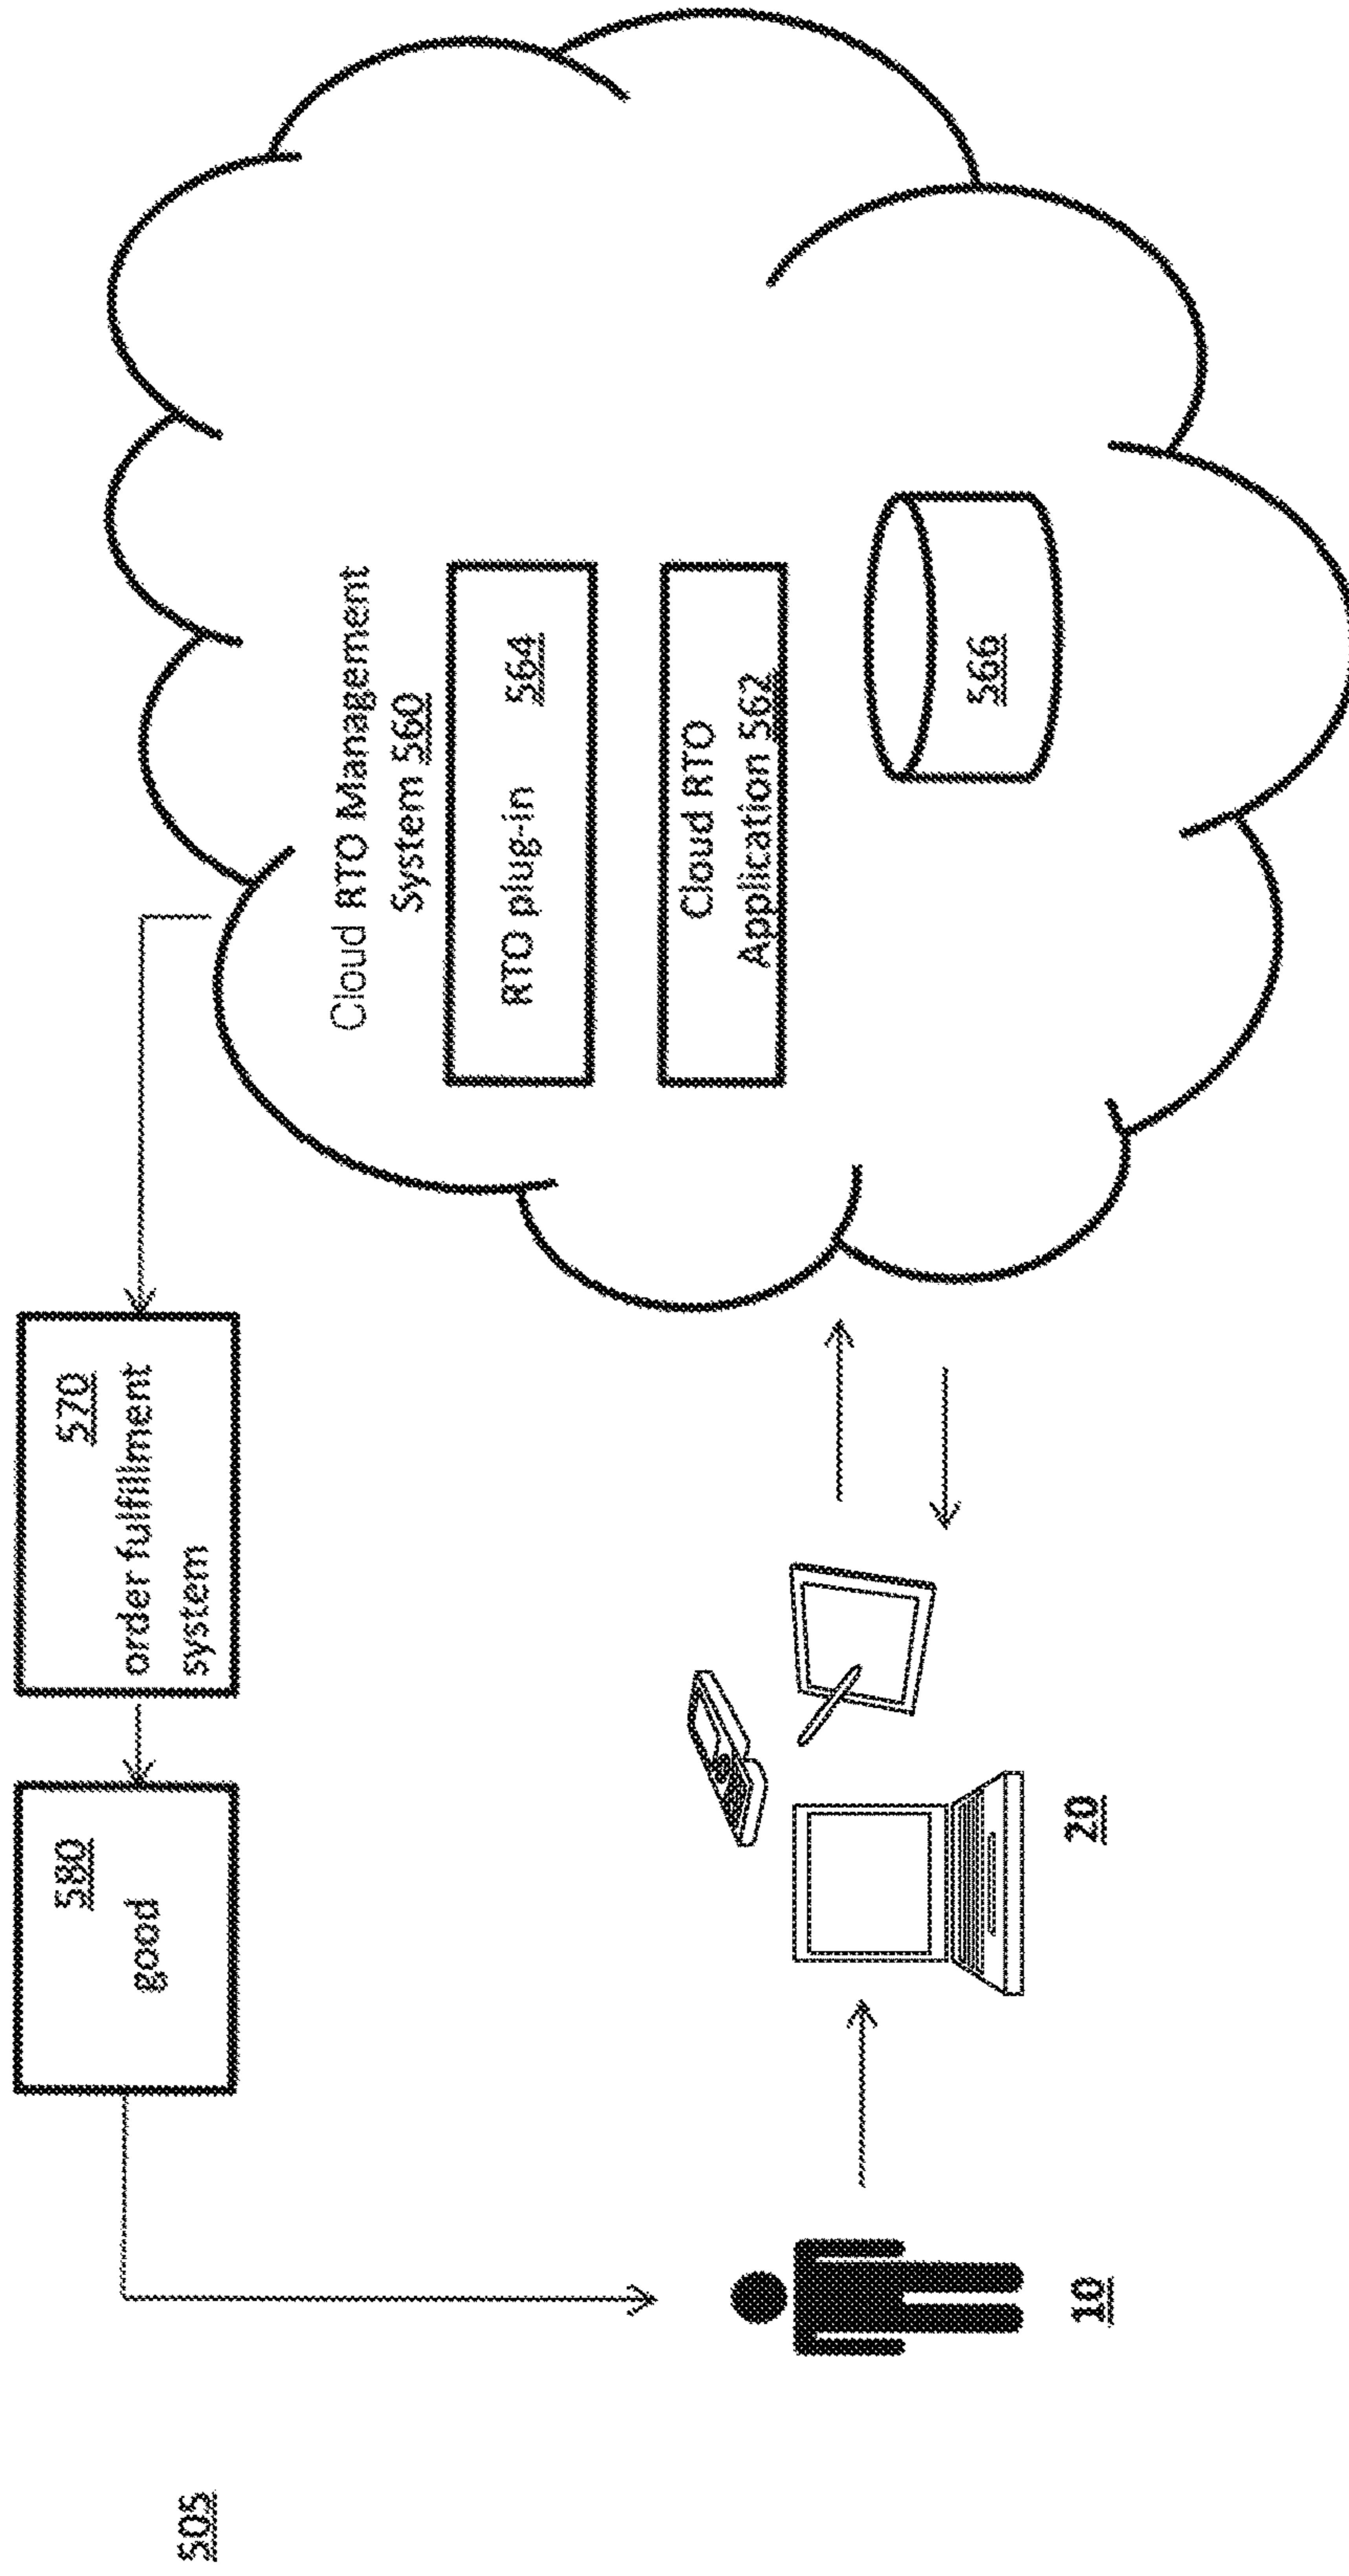 505
580
good
570
order fulfillment
system
Cloud RTO Management
System 560
RTO plug-in 564
Cloud RTO
Application 562
566
10
20